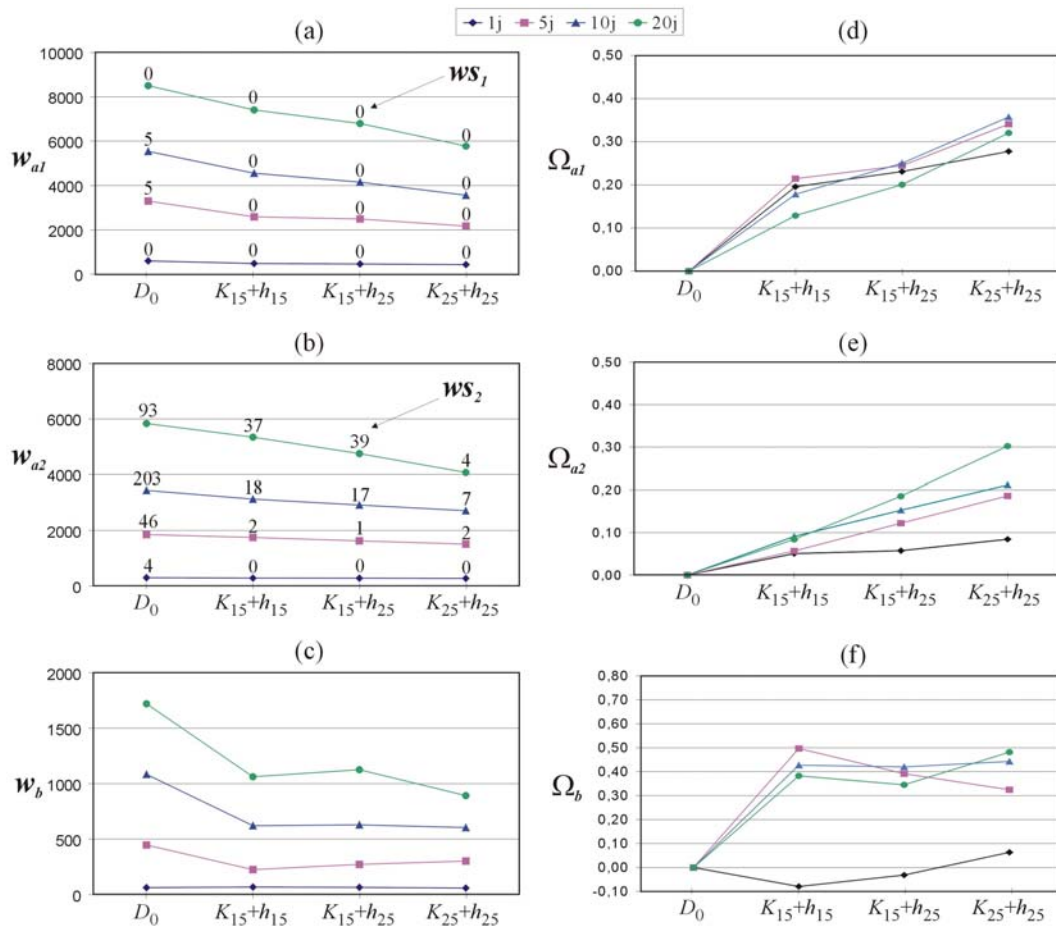 1j 5j 10j 20j
(a)
10000
8000
6000
4000
2000
0
w_a1
ws_1
0 0 0 0
5 0 0 0
5 0 0 0
0 0 0 0
D_0 K_15+h_15 K_15+h_25 K_25+h_25
(d)
0,50
0,40
0,30
0,20
0,10
0,00
Ω_a1
D_0 K_15+h_15 K_15+h_25 K_25+h_25
(b)
8000
6000
4000
2000
0
w_a2
ws_2
93 37 39 4
203 18 17 7
46 2 1 2
4 0 0 0
D_0 K_15+h_15 K_15+h_25 K_25+h_25
(e)
0,50
0,40
0,30
0,20
0,10
0,00
Ω_a2
D_0 K_15+h_15 K_15+h_25 K_25+h_25
(c)
2000
1500
1000
500
0
w_b
D_0 K_15+h_15 K_15+h_25 K_25+h_25
(f)
0,80
0,70
0,60
0,50
0,40
0,30
0,20
0,10
0,00
-0,10
Ω_b
D_0 K_15+h_15 K_15+h_25 K_25+h_25